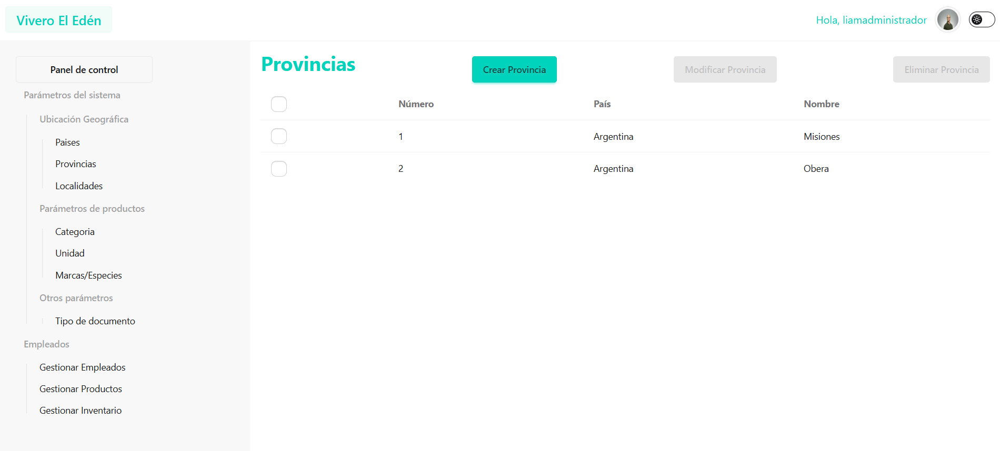 Vivero El Edén
Hola, liamadministrador
Panel de control
Parámetros del sistema
Ubicación Geográfica
Paises
Provincias
Localidades
Parámetros de productos
Categoria
Unidad
Marcas/Especies
Otros parámetros
Tipo de documento
Empleados
Gestionar Empleados
Gestionar Productos
Gestionar Inventario
Provincias
Crear Provincia
Modificar Provincia
Eliminar Provincia
Número País Nombre
1 Argentina Misiones
2 Argentina Obera